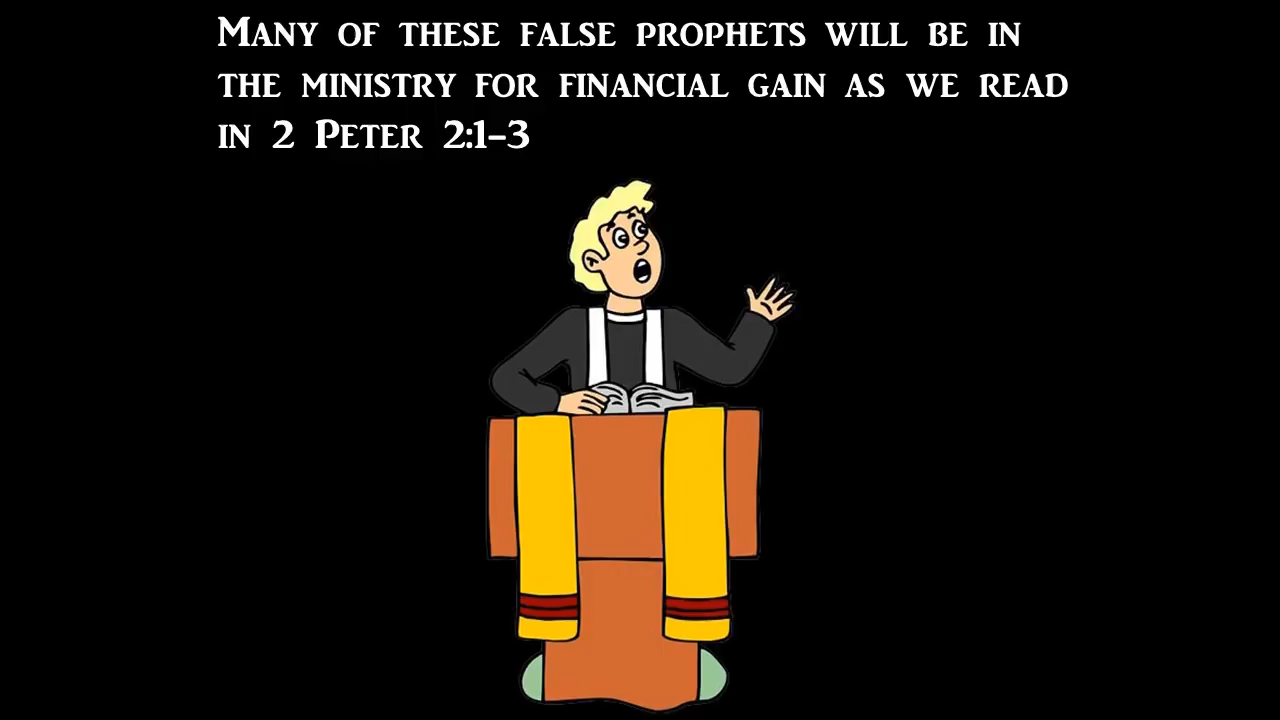 Many of these false prophets will be in
the ministry for financial gain as we read
in 2 Peter 2:1-3